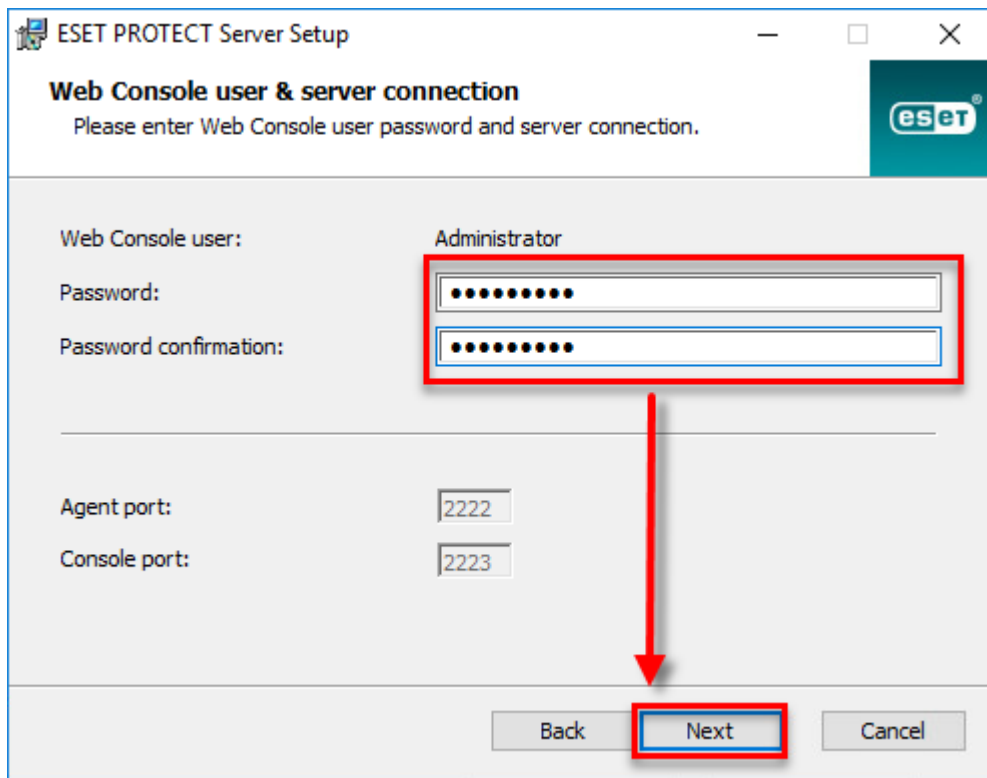 ESET PROTECT Server Setup
Web Console user & server connection
Please enter Web Console user password and server connection.
eseT®
Web Console user: Administrator
Password: ●●●●●●●●●
Password confirmation: ●●●●●●●●●
Agent port: 2222
Console port: 2223
Back Next Cancel